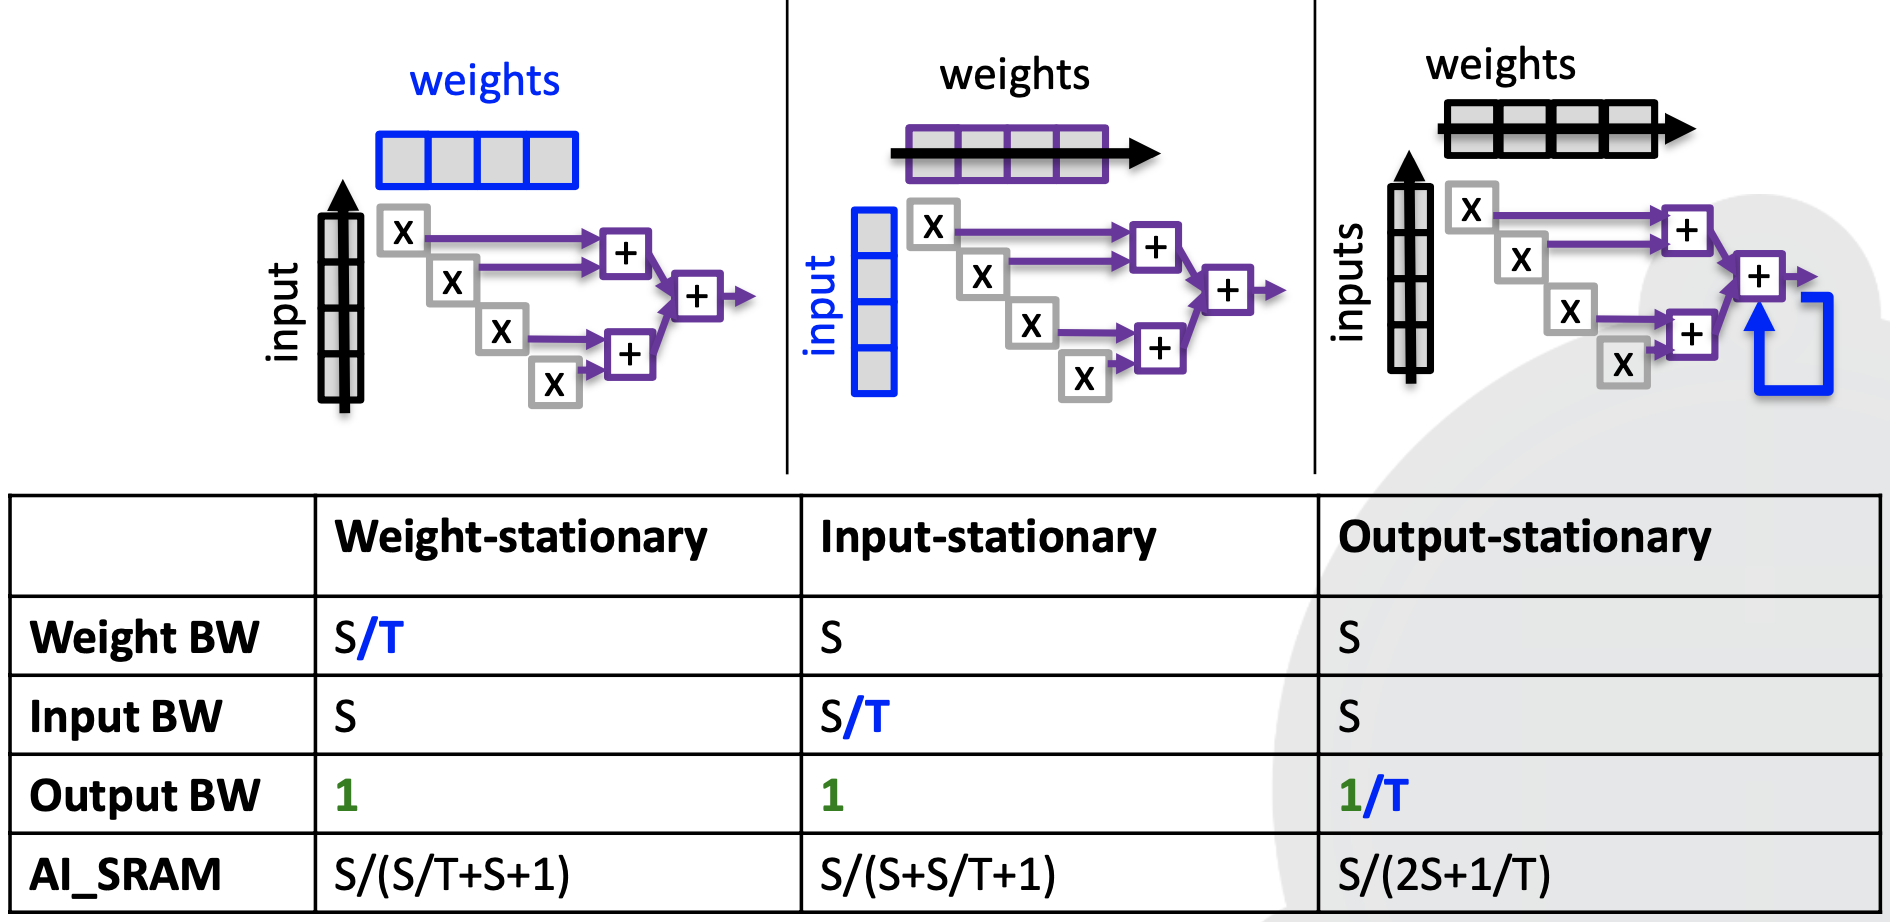 weights
input
X
X
X
X
+
+
+
weights
input
X
X
X
X
+
+
+
weights
inputs
X
X
X
X
+
+
+
Weight-stationary Input-stationary Output-stationary
Weight BW S/T S S
Input BW S S/T S
Output BW 1 1 1/T
AI_SRAM S/(S/T+S+1) S/(S+S/T+1) S/(2S+1/T)